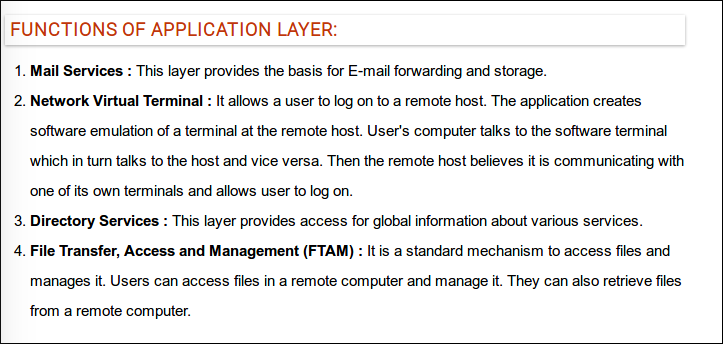 FUNCTIONS OF APPLICATION LAYER:
1. Mail Services : This layer provides the basis for E-mail forwarding and storage.
2. Network Virtual Terminal : It allows a user to log on to a remote host. The application creates
software emulation of a terminal at the remote host. User's computer talks to the software terminal
which in turn talks to the host and vice versa. Then the remote host believes it is communicating with
one of its own terminals and allows user to log on.
3. Directory Services : This layer provides access for global information about various services.
4. File Transfer, Access and Management (FTAM) : It is a standard mechanism to access files and
manages it. Users can access files in a remote computer and manage it. They can also retrieve files
from a remote computer.